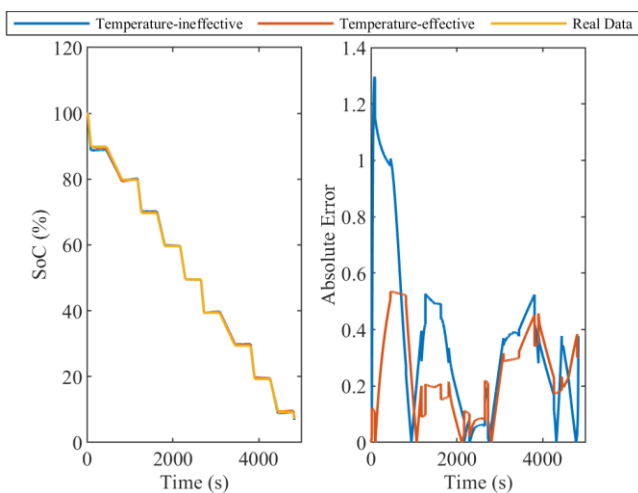 Temperature-ineffective Temperature-effective Real Data
120
100
80
60
40
20
0
SoC (%)
0 2000 4000
Time (s)
1.4
1.2
1
0.8
0.6
0.4
0.2
0
Absolute Error
0 2000 4000
Time (s)